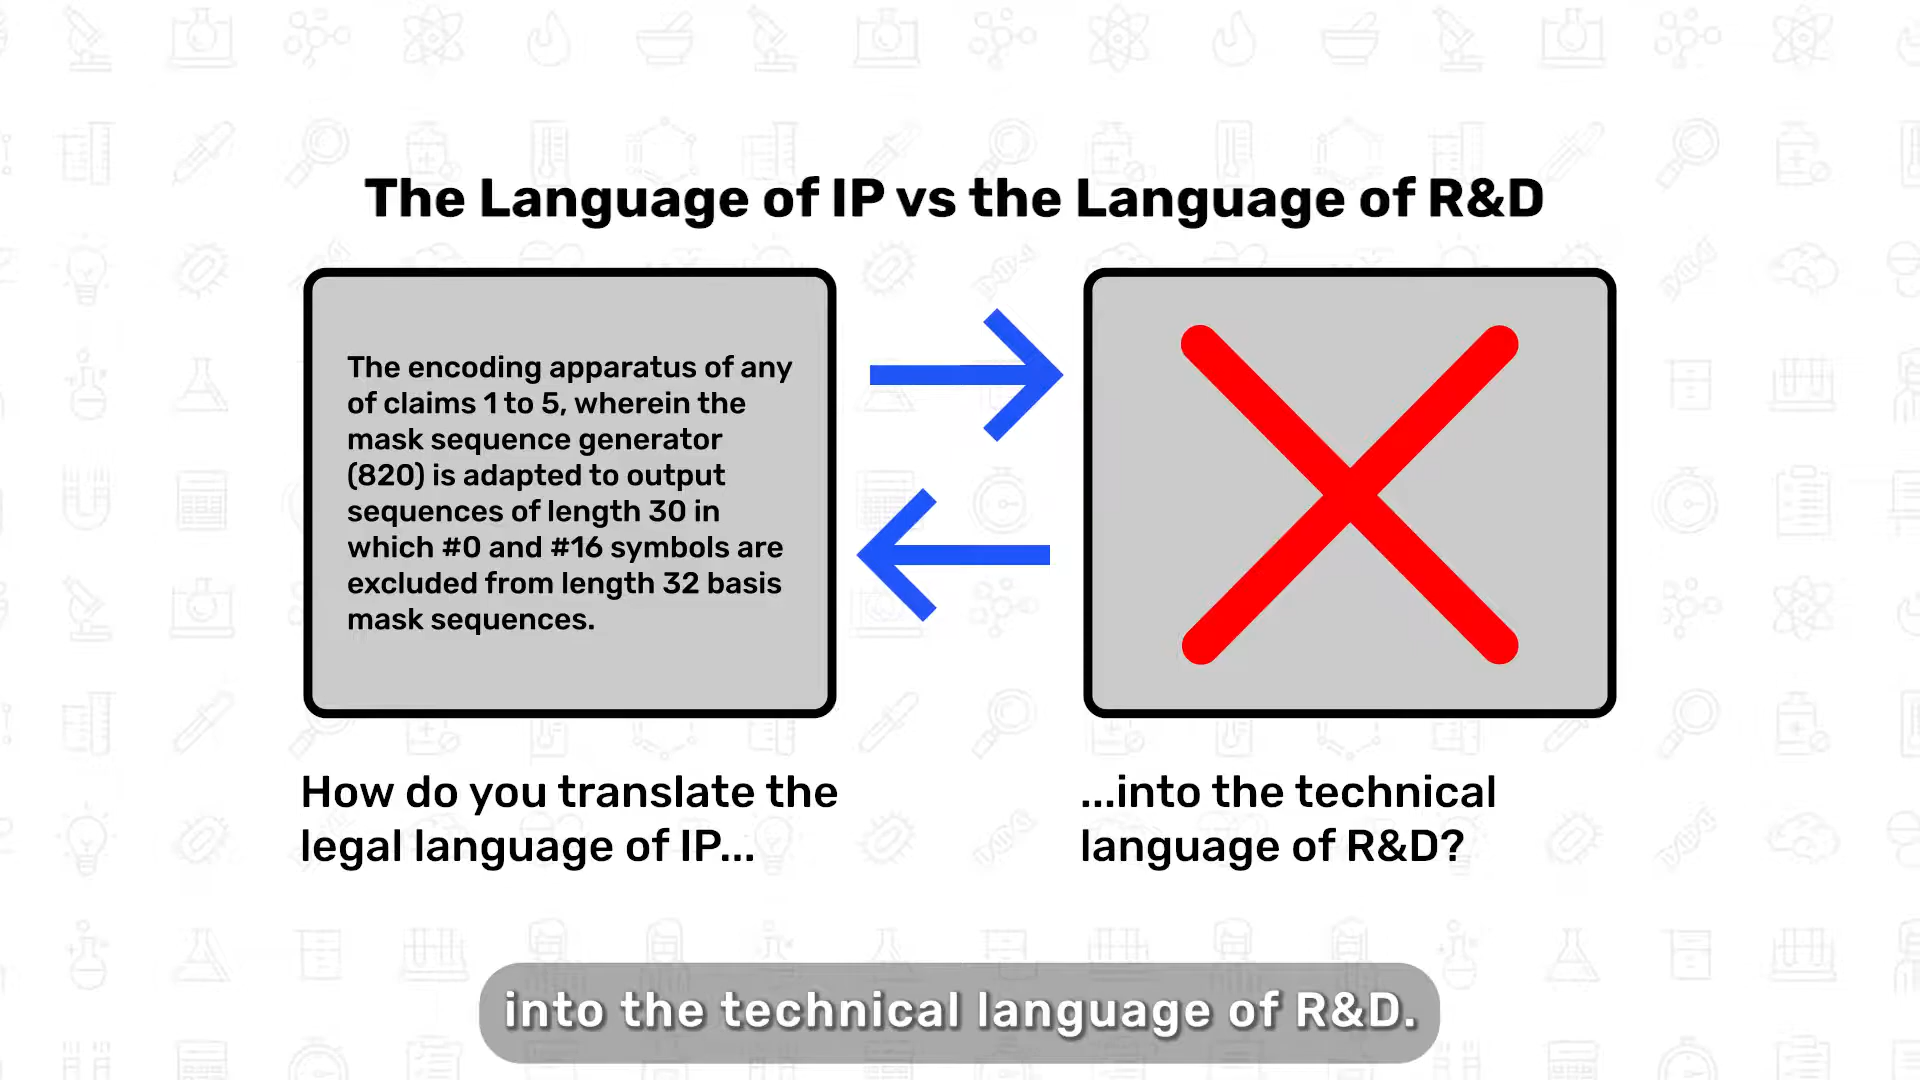 The Language of IP vs the Language of R&D
The encoding apparatus of any
of claims 1 to 5, wherein the
mask sequence generator
(820) is adapted to output
sequences of length 30 in
which #0 and #16 symbols are
excluded from length 32 basis
mask sequences.
How do you translate the
legal language of IP...
...into the technical
language of R&D?
into the technical language of R&D.